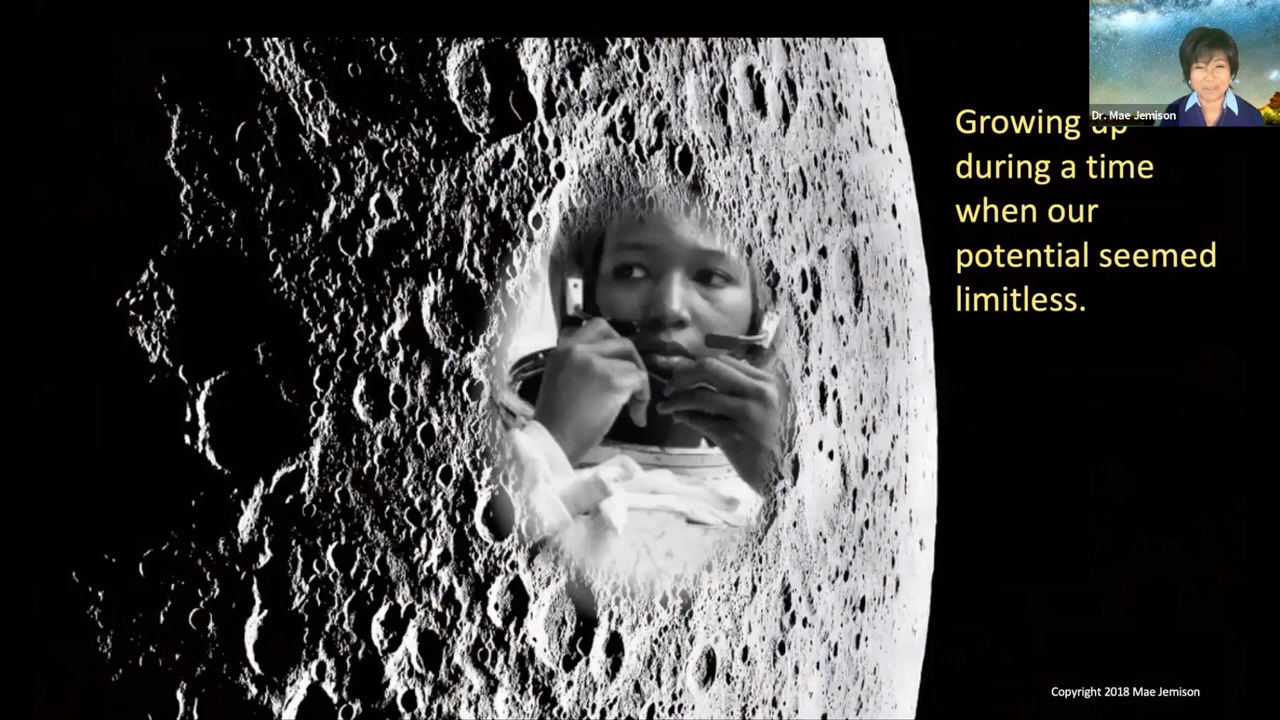 Dr. Mae Jemison
Growing up
during a time
when our
potential seemed
limitless.
Copyright 2018 Mae Jemison